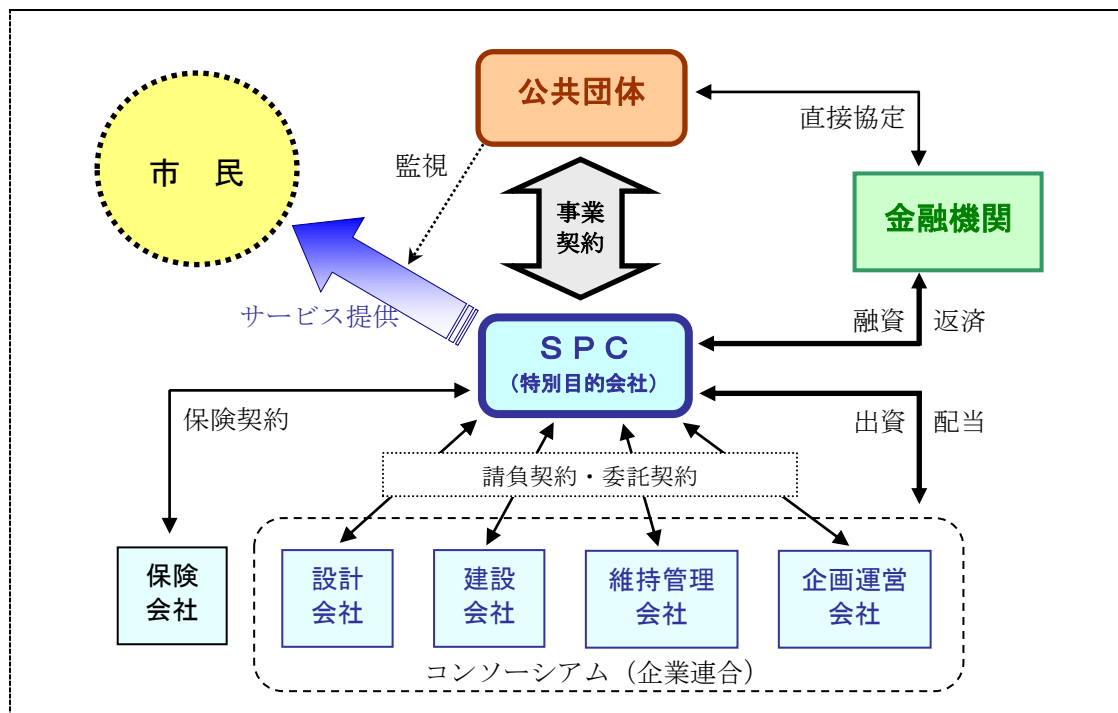 公共団体
直接協定
市　民
監視
事業
契約
金融機関
サービス提供
融資
返済
ＳＰＣ
（特別目的会社）
保険契約
出資
配当
請負契約・委託契約
保険
会社
設計
会社
建設
会社
維持管理
会社
企画運営
会社
コンソーシアム（企業連合）